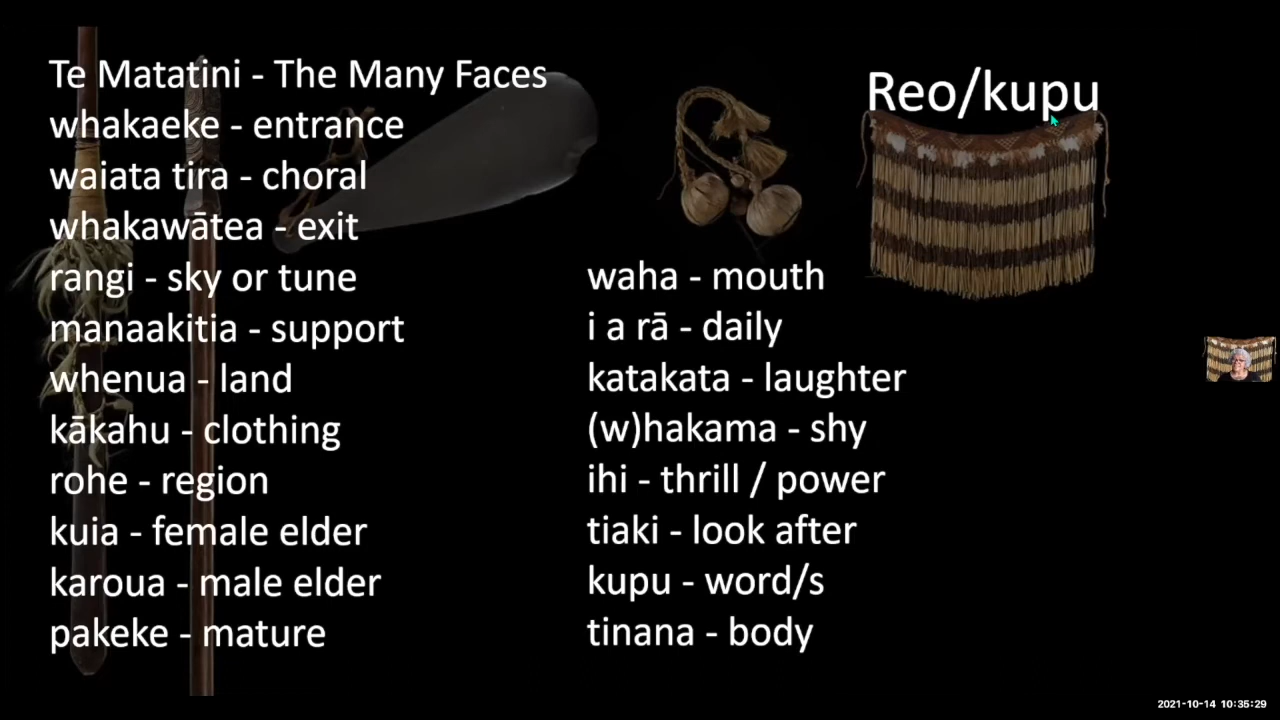 Te Matatini - The Many Faces
whakaeke - entrance
waiata tira - choral
whakawātea - exit
rangi - sky or tune
manaakitia - support
whenua - land
kākahu - clothing
rohe - region
kuia - female elder
karoua - male elder
pakeke - mature
Reo/kupu
waha - mouth
i a rā - daily
katakata - laughter
(w)hakama - shy
ihi - thrill / power
tiaki - look after
kupu - word/s
tinana - body
2021-10-14 10:35:29